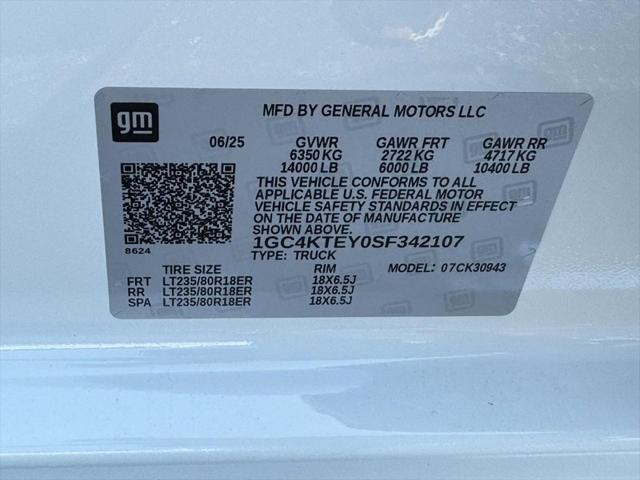 gm
MFD BY GENERAL MOTORS LLC
06/25 GVWR GAWR FRT GAWR RR
6350 KG 2722 KG 4717 KG
14000 LB 6000 LB 10400 LB
THIS VEHICLE CONFORMS TO ALL
APPLICABLE U.S. FEDERAL MOTOR
VEHICLE SAFETY STANDARDS IN EFFECT
ON THE DATE OF MANUFACTURE
SHOWN ABOVE.
1GC4KTEY0SF342107
8624
TYPE: TRUCK
TIRE SIZE RIM MODEL: 07CK30943
FRT LT235/80R18ER 18X6.5J
RR LT235/80R18ER 18X6.5J
SPA LT235/80R18ER 18X6.5J